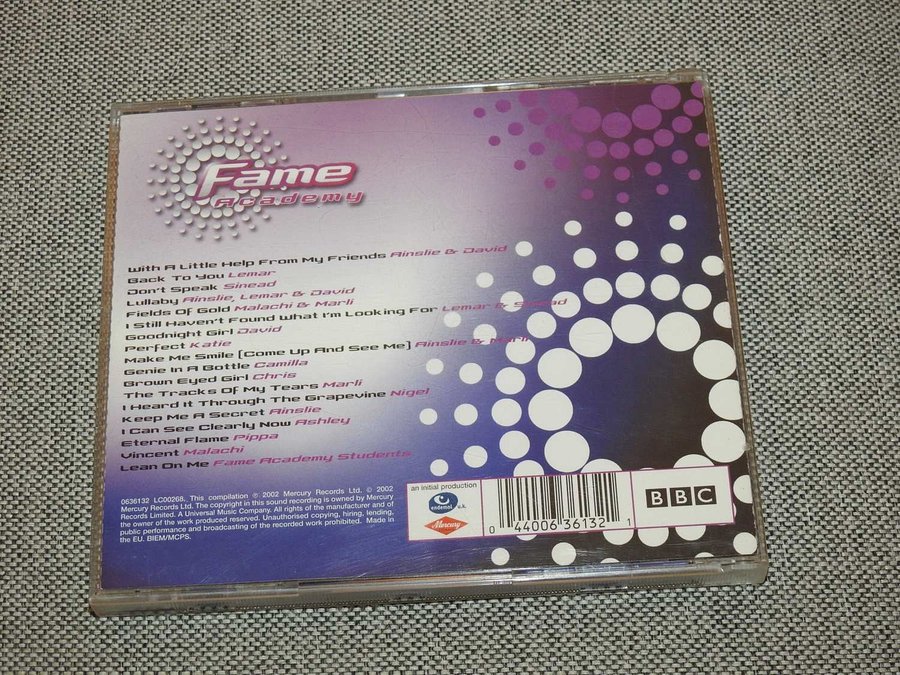 Fame
Academy
With A Little Help From My Friends Ainslie & David
Back To You Lemar
Don't Speak Sinead
Lullaby Ainslie, Lemar & David
Fields Of Gold Malachi & Marli
I Still Haven't Found What I'm Looking For Lemar & Sinead
Goodnight Girl David
Perfect Katie
Make Me Smile (Come Up And See Me) Ainslie & Marli
Genie In A Bottle Camilla
Brown Eyed Girl Chris
The Tracks Of My Tears Marli
I Heard It Through The Grapevine Nigel
Keep Me A Secret Ainslie
I Can See Clearly Now Ashley
Eternal Flame Pippa
Vincent Malachi
Lean On Me Fame Academy Students
0636132 LC00268. This compilation ℗ 2002 Mercury Records Ltd. © 2002
Mercury Records Ltd. The copyright in this sound recording is owned by Mercury
Records Limited. A Universal Music Company. All rights of the manufacturer and of
the owner of the work produced reserved. Unauthorised copying, hiring, lending,
public performance and broadcasting of the recorded work prohibited. Made in
the EU. BIEM/MCPS.
an initial production
endemol u.k.
Mercury
0 44006 36132 1
BBC